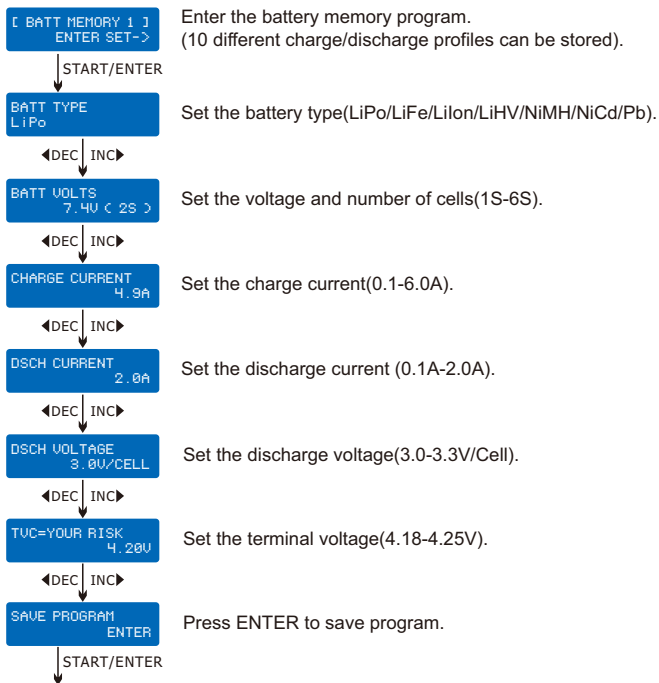 [ BATT MEMORY 1 ]
ENTER SET->
Enter the battery memory program.
(10 different charge/discharge profiles can be stored).
START/ENTER
BATT TYPE
LiPo
Set the battery type(LiPo/LiFe/LiIon/LiHV/NiMH/NiCd/Pb).
◀DEC INC▶
BATT VOLTS
7.4V ( 2S )
Set the voltage and number of cells(1S-6S).
◀DEC INC▶
CHARGE CURRENT
4.9A
Set the charge current(0.1-6.0A).
◀DEC INC▶
DSCH CURRENT
2.0A
Set the discharge current (0.1A-2.0A).
◀DEC INC▶
DSCH VOLTAGE
3.0V/CELL
Set the discharge voltage(3.0-3.3V/Cell).
◀DEC INC▶
TVC=YOUR RISK
4.20V
Set the terminal voltage(4.18-4.25V).
◀DEC INC▶
SAVE PROGRAM
ENTER
Press ENTER to save program.
START/ENTER